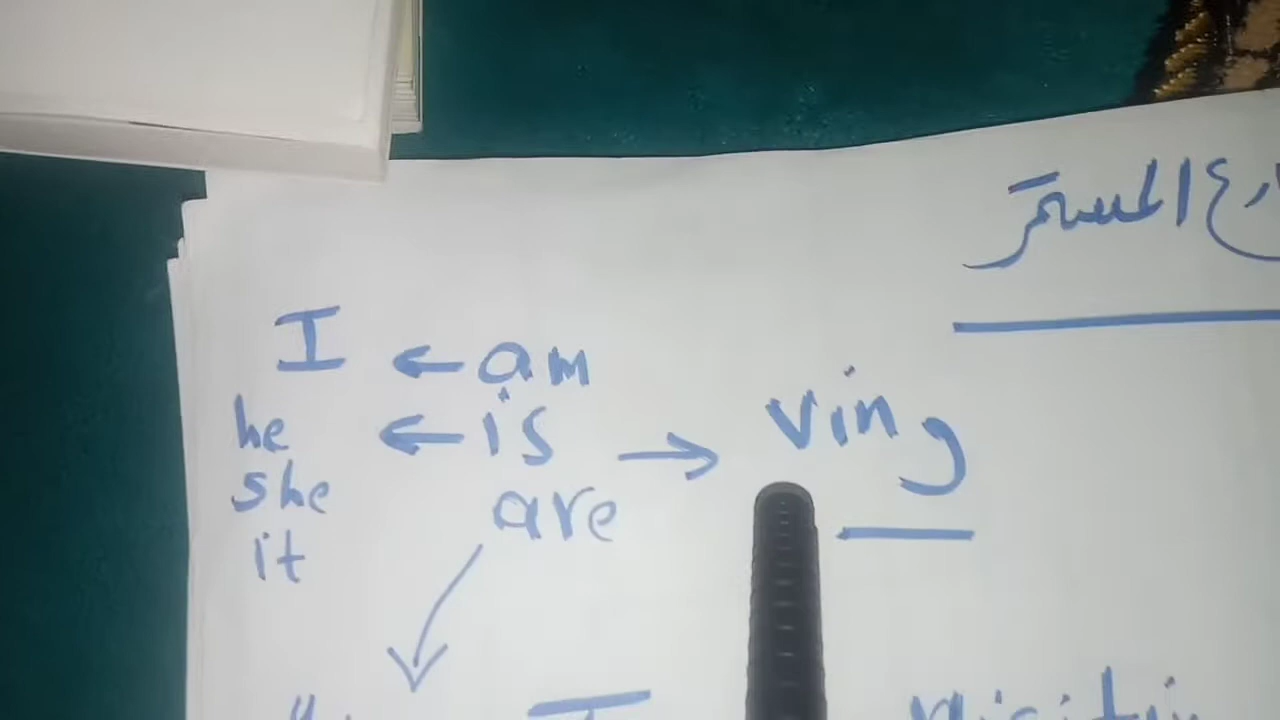 المستمر
I ← am
he ← is → ving
she are
it